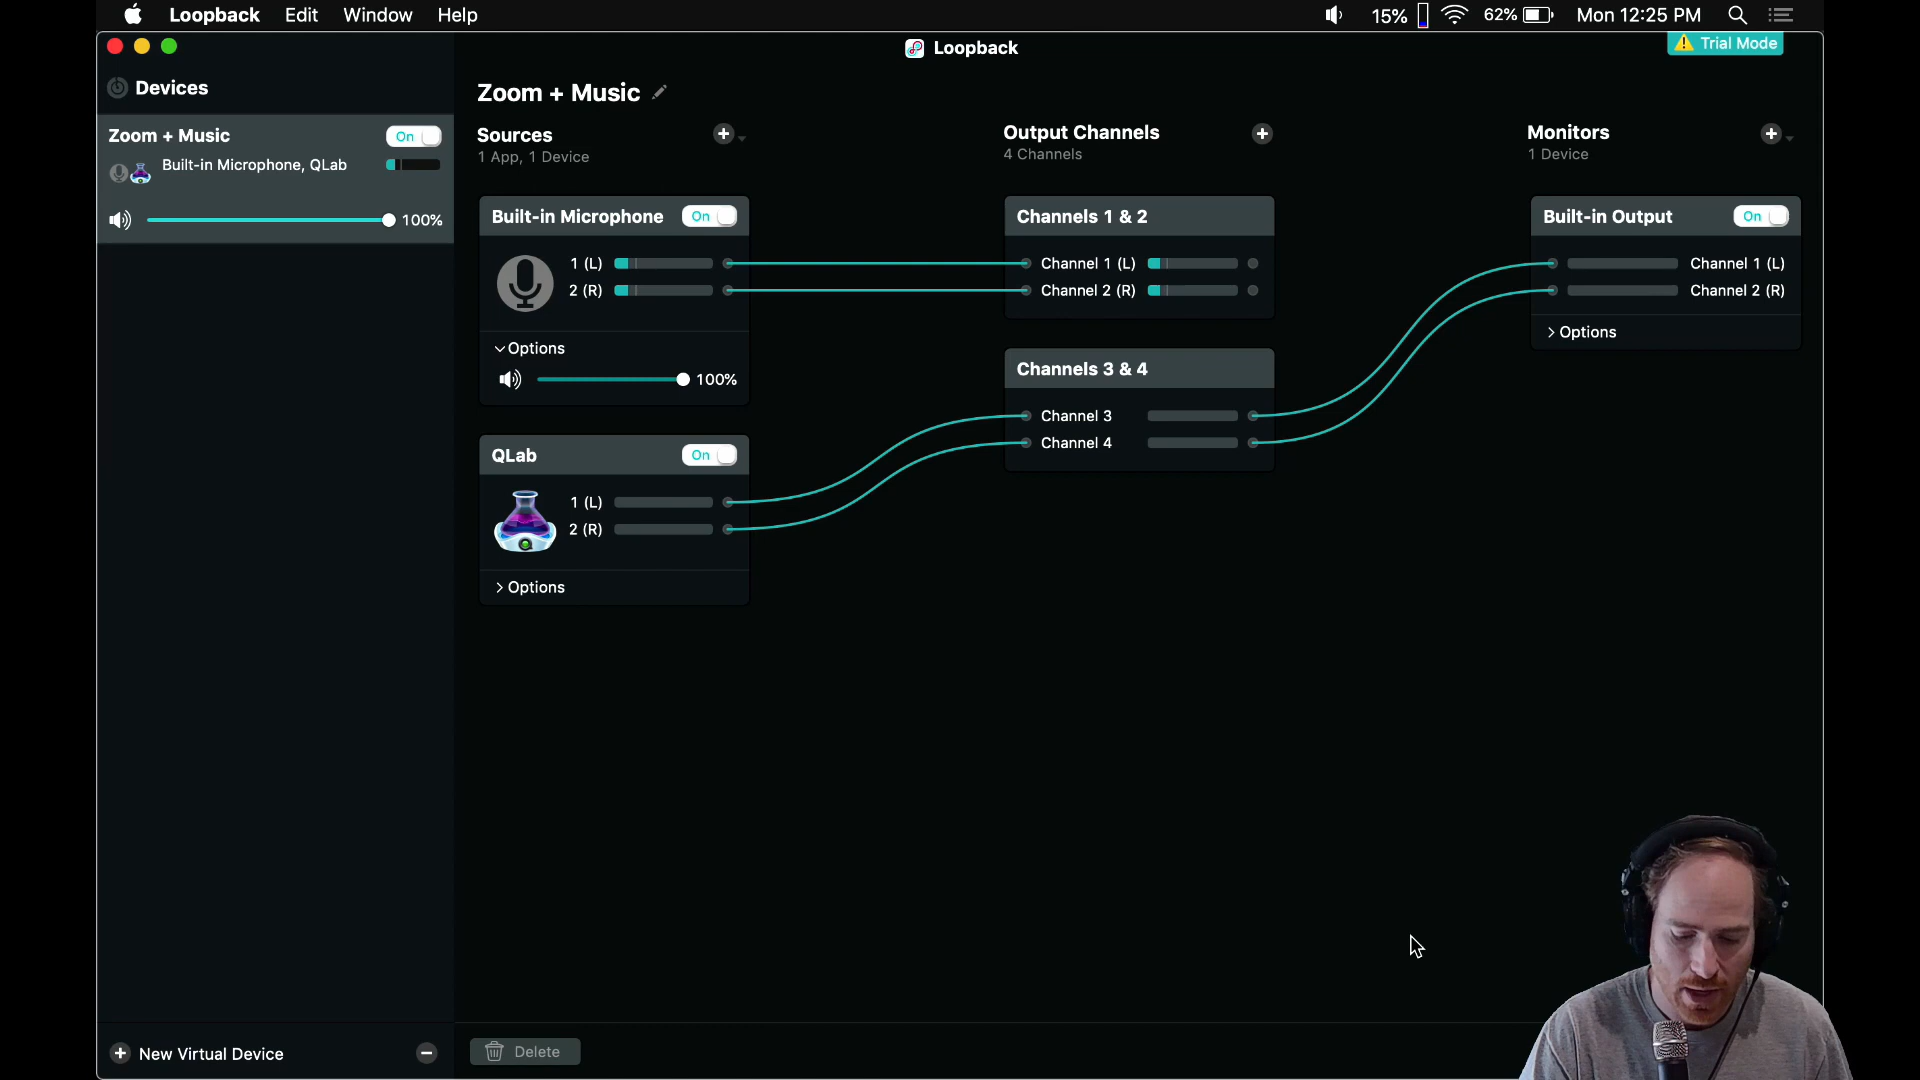 Loopback Edit Window Help
15% 62% Mon 12:25 PM
Loopback
Trial Mode
Devices
Zoom + Music On
Built-in Microphone, QLab
100%
New Virtual Device
Zoom + Music
Sources
1 App, 1 Device
Built-in Microphone On
1 (L)
2 (R)
Options
100%
QLab On
1 (L)
2 (R)
Options
Output Channels
4 Channels
Channels 1 & 2
Channel 1 (L)
Channel 2 (R)
Channels 3 & 4
Channel 3
Channel 4
Monitors
1 Device
Built-in Output On
Channel 1 (L)
Channel 2 (R)
Options
Delete